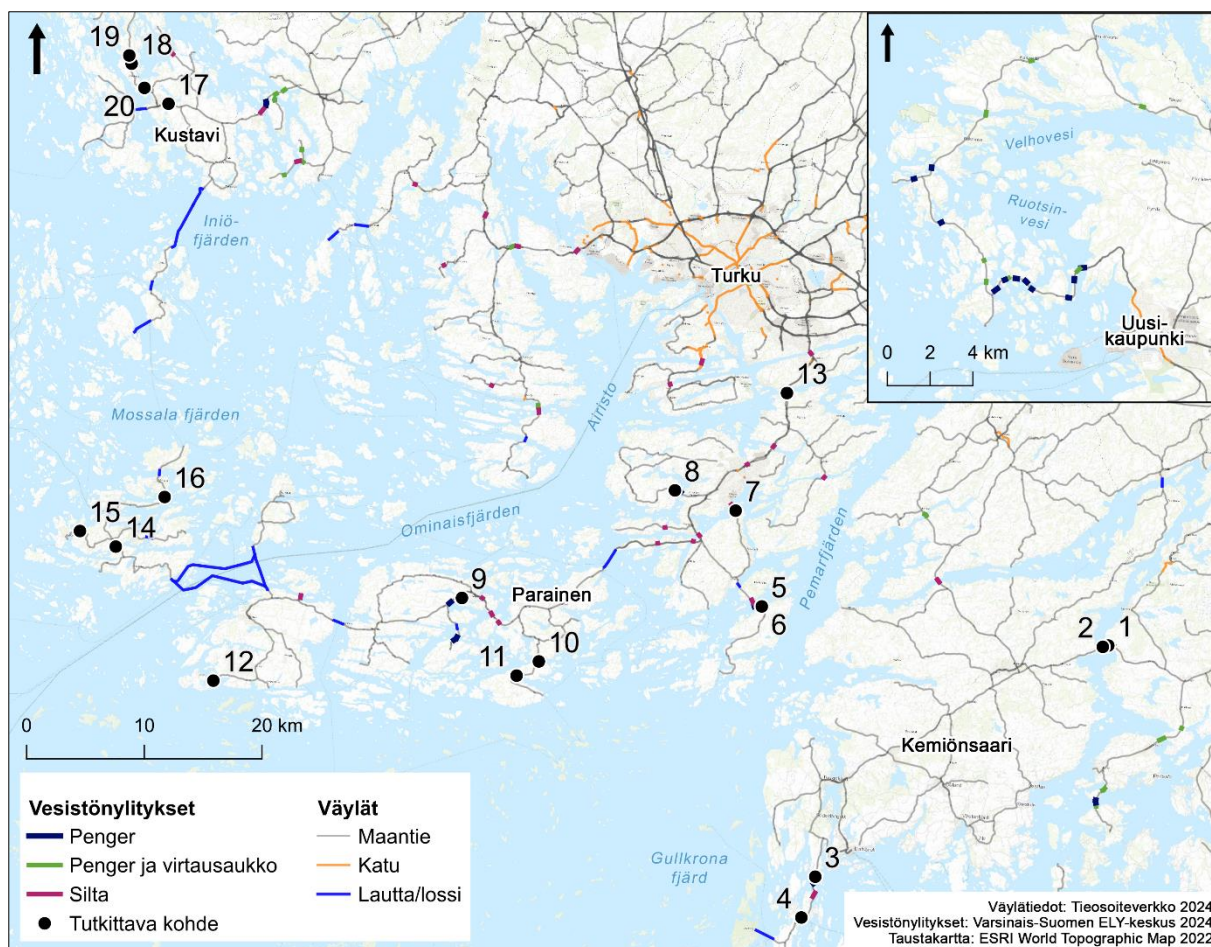 19
18
17
20
Kustavi
Iniö-
fjärden
Mossala fjärden
Turku
Airisto
13
8
7
16
15
14
Ominaisfjärden
Pemarfjärden
9
Parainen
5
6
10
11
12
2
1
Kemiönsaari
Gullkrona
fjärd
3
4
Velhovesi
Ruotsin-
vesi
Uusi-
kaupunki
0 2 4 km
0 10 20 km
Vesistönylitykset
Penger
Penger ja virtausaukko
Silta
Tutkittava kohde
Väylät
Maantie
Katu
Lautta/lossi
Väylätiedot: Tieosoiteverkko 2024
Vesistönylitykset: Varsinais-Suomen ELY-keskus 2024
Taustakartta: ESRI World Topographic Map 2022